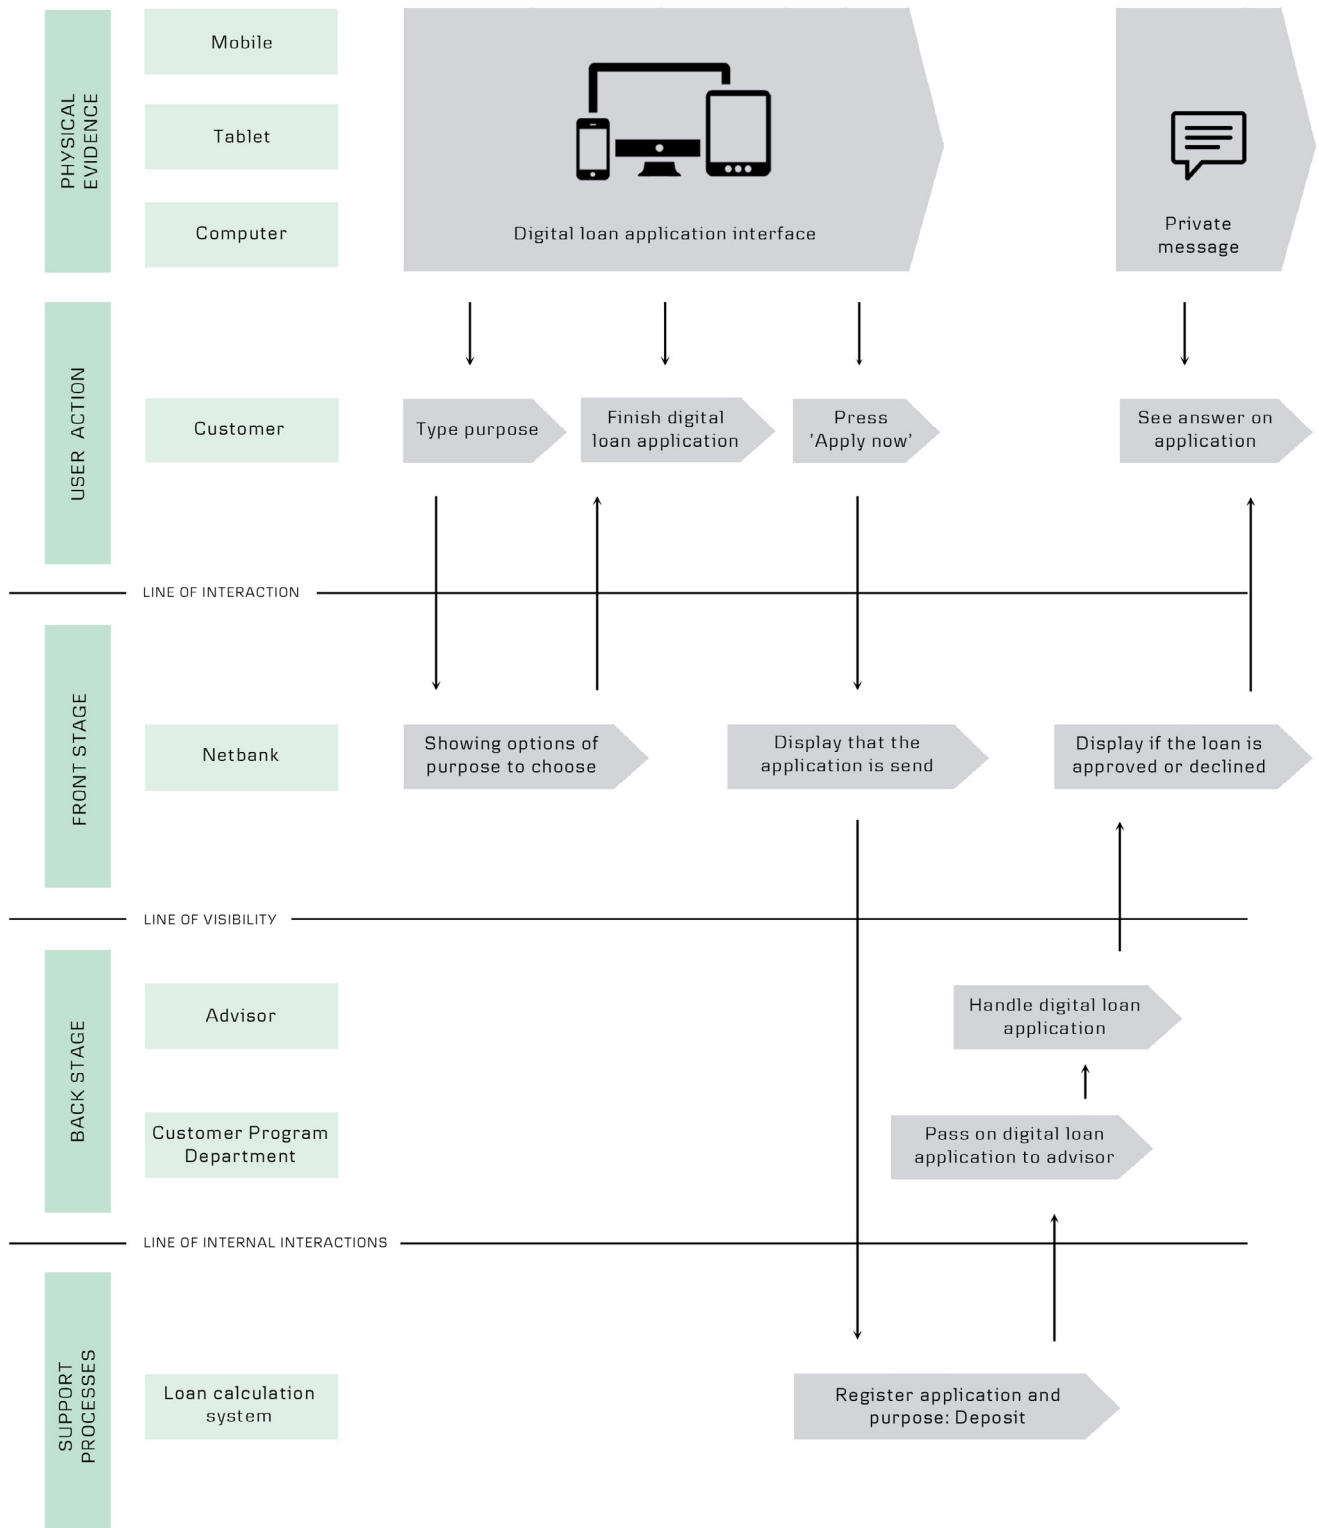 PHYSICAL
EVIDENCE
Mobile
Tablet
Computer
Digital loan application interface
Private
message
USER ACTION
Customer
Type purpose
Finish digital
loan application
Press
'Apply now'
See answer on
application
LINE OF INTERACTION
FRONT STAGE
Netbank
Showing options of
purpose to choose
Display that the
application is send
Display if the loan is
approved or declined
LINE OF VISIBILITY
BACK STAGE
Advisor
Handle digital loan
application
Customer Program
Department
Pass on digital loan
application to advisor
LINE OF INTERNAL INTERACTIONS
SUPPORT
PROCESSES
Loan calculation
system
Register application and
purpose: Deposit